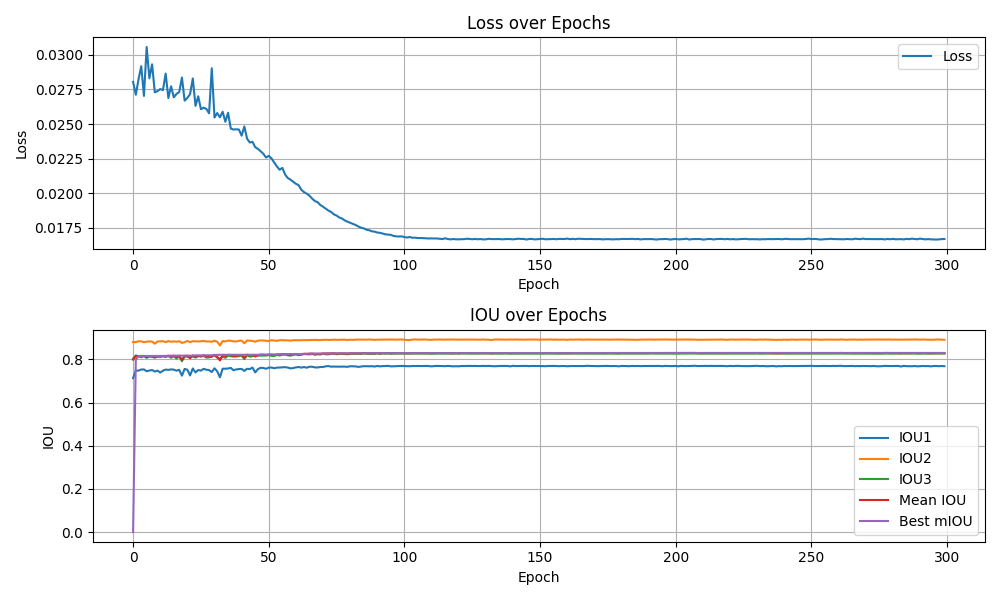 Loss over Epochs
0.0300
0.0275
0.0250
0.0225
0.0200
0.0175
Loss
Loss
0 50 100 150 200 250 300
Epoch
IOU over Epochs
0.8
0.6
0.4
0.2
0.0
IOU
IOU1
IOU2
IOU3
Mean IOU
Best mIOU
0 50 100 150 200 250 300
Epoch